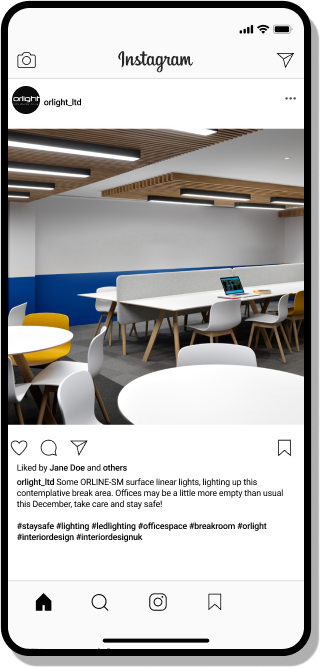 Instagram
orlight
orlight_ltd
Liked by Jane Doe and others
orlight_ltd Some ORLINE-SM surface linear lights, lighting up this
contemplative break area. Offices may be a little more empty than usual
this December, take care and stay safe!
#staysafe #lighting #ledlighting #officespace #breakroom #orlight
#interiordesign #interiordesignuk